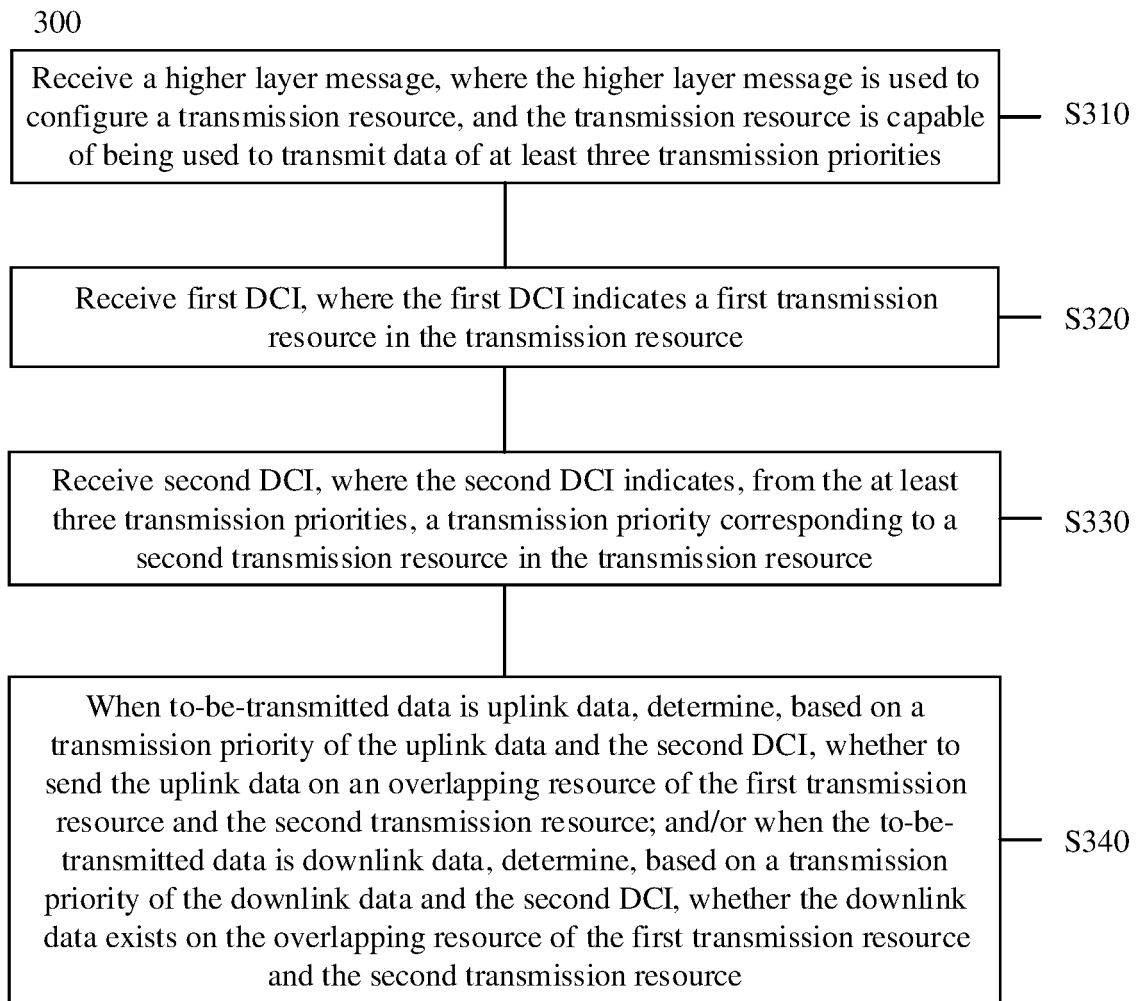 300
Receive a higher layer message, where the higher layer message is used to
configure a transmission resource, and the transmission resource is capable
of being used to transmit data of at least three transmission priorities
S310
Receive first DCI, where the first DCI indicates a first transmission
resource in the transmission resource
S320
Receive second DCI, where the second DCI indicates, from the at least
three transmission priorities, a transmission priority corresponding to a
second transmission resource in the transmission resource
S330
When to-be-transmitted data is uplink data, determine, based on a
transmission priority of the uplink data and the second DCI, whether to
send the uplink data on an overlapping resource of the first transmission
resource and the second transmission resource; and/or when the to-be-
transmitted data is downlink data, determine, based on a transmission
priority of the downlink data and the second DCI, whether the downlink
data exists on the overlapping resource of the first transmission resource
and the second transmission resource
S340